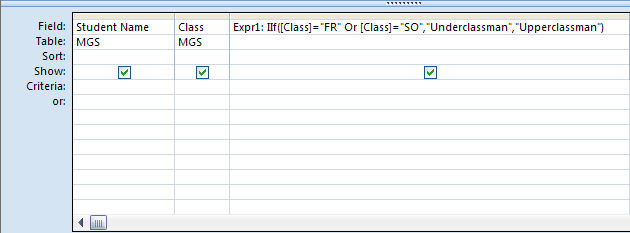 Field: Student Name Class Expr1: IIf([Class]="FR" Or [Class]="SO","Underclassman","Upperclassman")
Table: MGS MGS
Sort:
Show:
Criteria:
or: